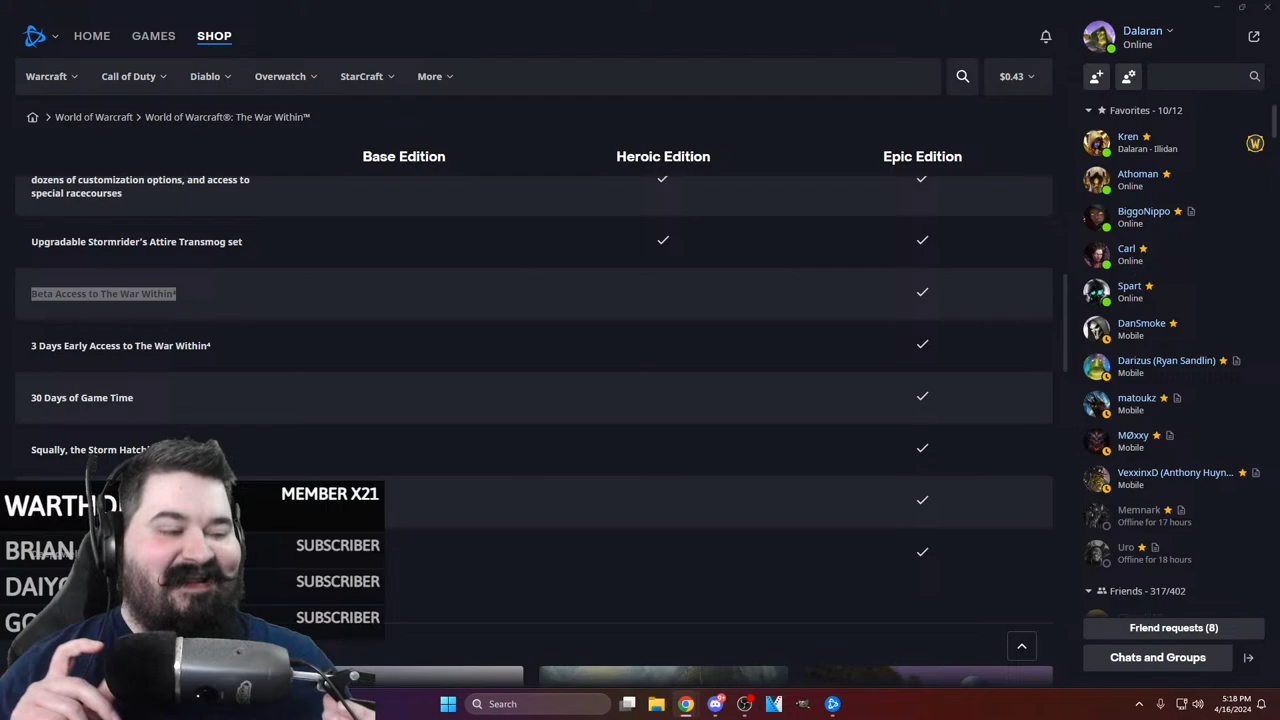 HOME GAMES SHOP
Dalaran
Online
Warcraft Call of Duty Diablo Overwatch StarCraft More $0.43
World of Warcraft World of Warcraft®: The War Within™
Base Edition Heroic Edition Epic Edition
dozens of customization options, and access to
special racecourses
Upgradable Stormrider's Attire Transmog set
Beta Access to The War Within⁴
3 Days Early Access to The War Within⁴
30 Days of Game Time
Squally, the Storm
MEMBER X21
BRIAN SUBSCRIBER
SUBSCRIBER
SUBSCRIBER
Favorites - 10/12
Kren
Dalaran - Illidan
W
Athoman
Online
BiggoNippo
Online
Carl
Online
Spart
Online
DanSmoke
Mobile
Darizus (Ryan Sandlin)
Mobile
matoukz
Mobile
MØxxy
Mobile
VexxinxD (Anthony Huyn...
Mobile
Memnark
Offline for 17 hours
Uro
Offline for 18 hours
Friends - 317/402
Friend requests (8)
Chats and Groups
Search
9+
5:18 PM
4/16/2024